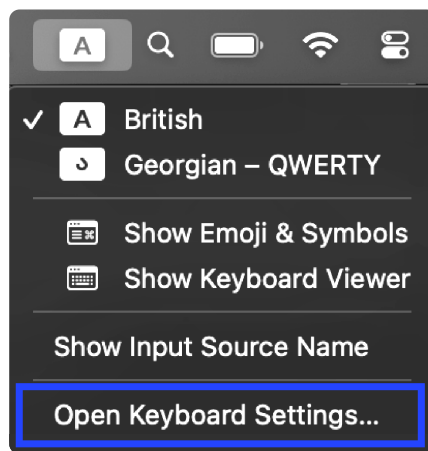 A
A British
ა Georgian – QWERTY
Show Emoji & Symbols
Show Keyboard Viewer
Show Input Source Name
Open Keyboard Settings...